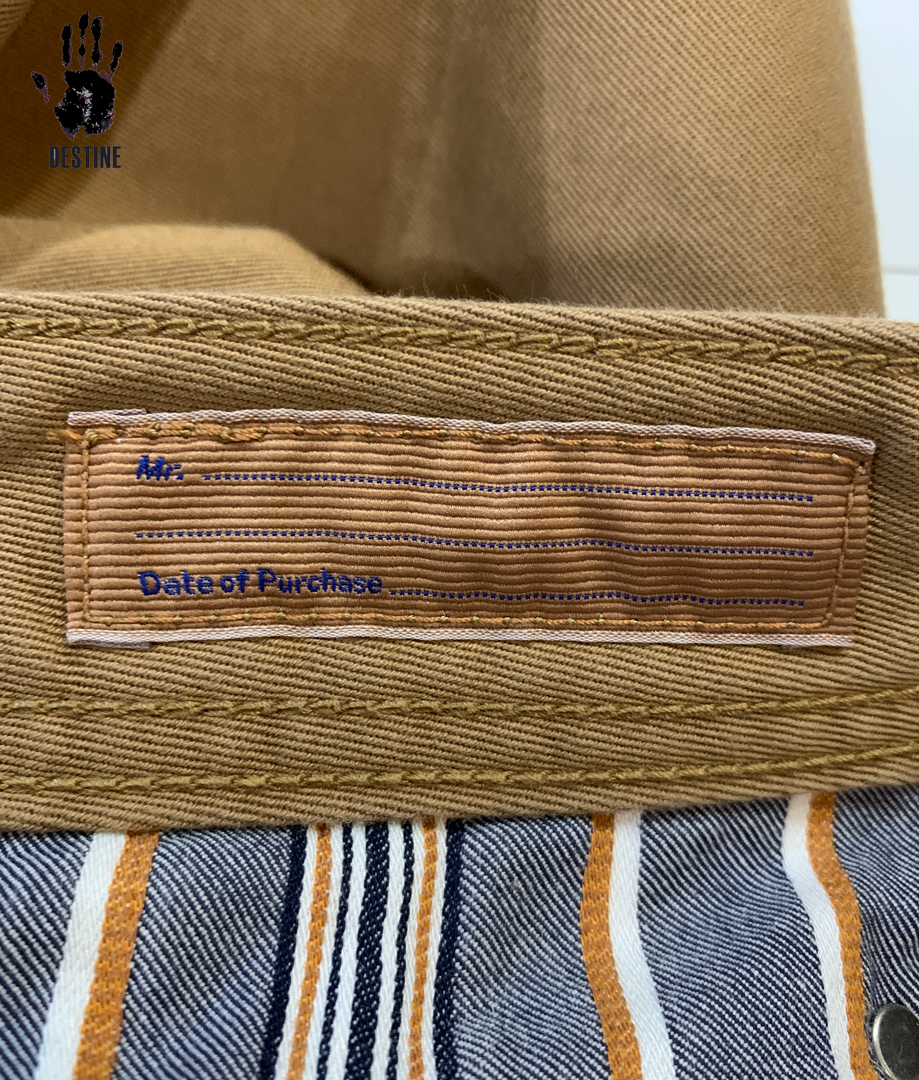 DESTINE
Mr.
Date of Purchase